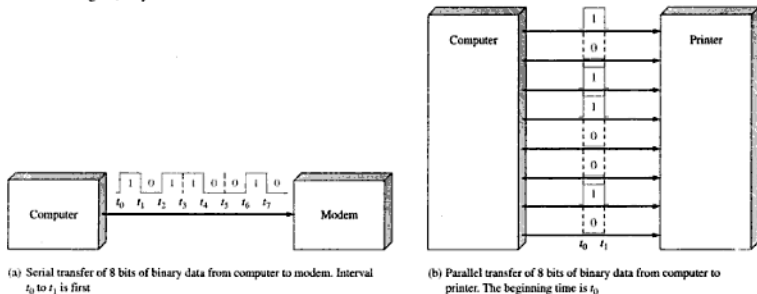 Computer
1 0 1 1 0 0 1 0
t0 t1 t2 t3 t4 t5 t6 t7
Modem
(a) Serial transfer of 8 bits of binary data from computer to modem. Interval
t0 to t1 is first
Computer
1
0
1
1
0
0
1
0
t0 t1
Printer
(b) Parallel transfer of 8 bits of binary data from computer to
printer. The beginning time is t0